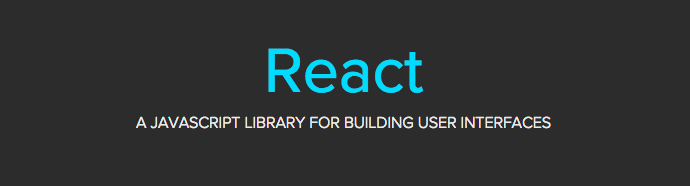 React
A JAVASCRIPT LIBRARY FOR BUILDING USER INTERFACES